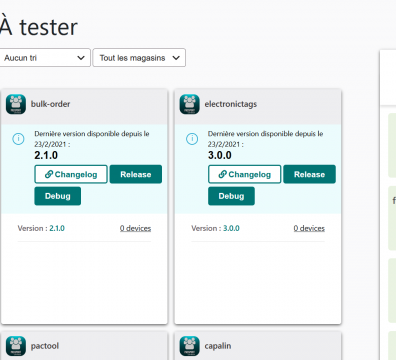 À tester
Aucun tri
Tout les magasins
bulk-order
Dernière version disponible depuis le
23/2/2021 :
2.1.0
Changelog
Release
Debug
Version : 2.1.0
0 devices
electronictags
Dernière version disponible depuis le
23/2/2021 :
3.0.0
Changelog
Release
Debug
Version : 3.0.0
0 devices
pactool
capalin